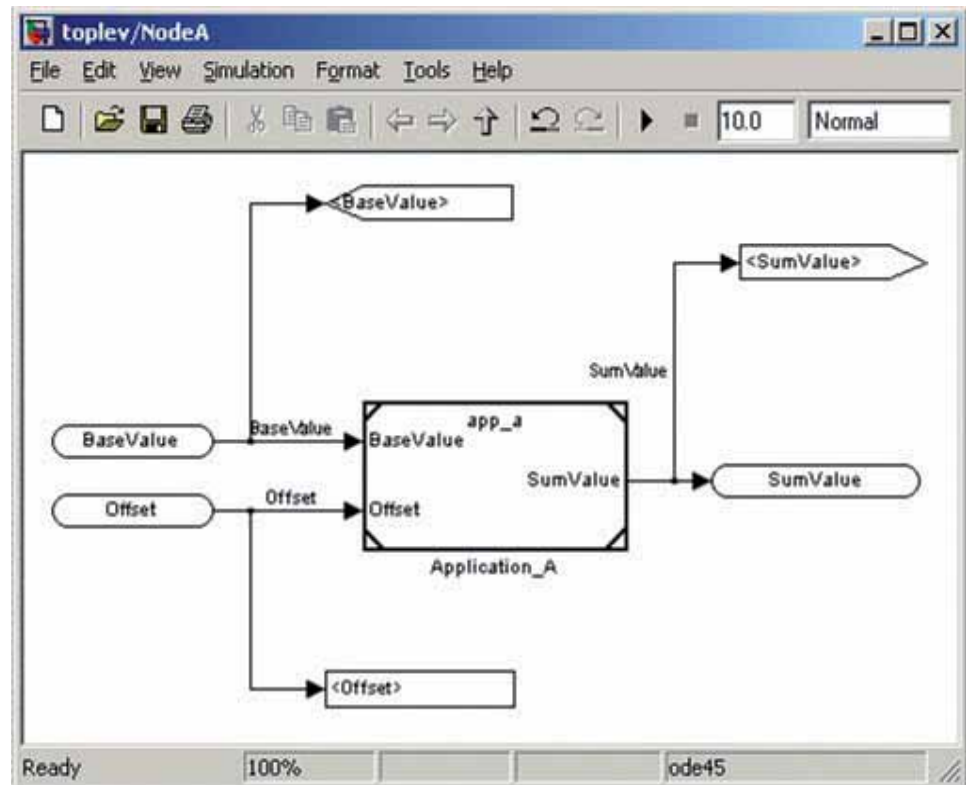 toplev/NodeA
File Edit View Simulation Format Tools Help
10.0 Normal
<BaseValue>
<SumValue>
SumValue
BaseValue
BaseValue
app_a
BaseValue
SumValue
SumValue
Offset
Offset
Offset
Application_A
<Offset>
Ready 100% ode45